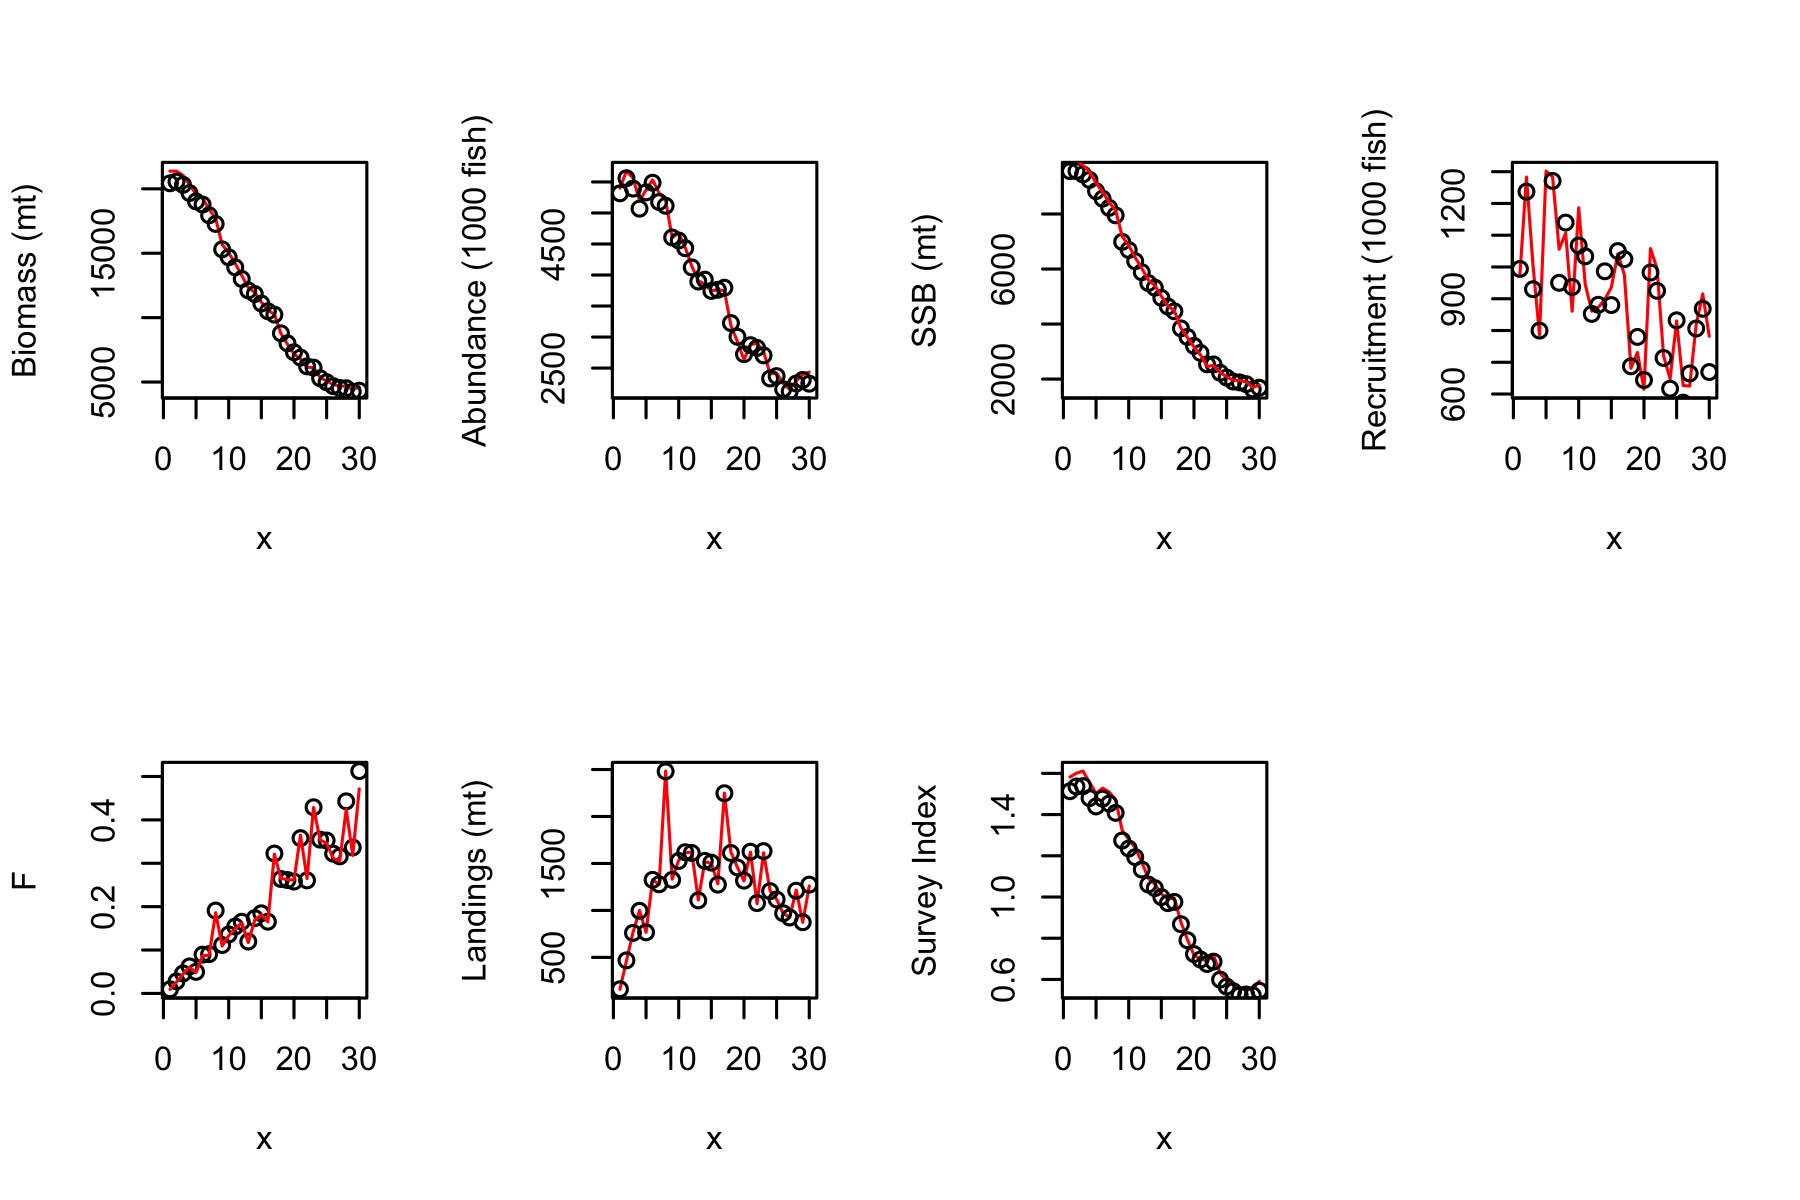 Biomass (mt)
5000 15000
0 10 20 30
x
Abundance (1000 fish)
2500 4500
0 10 20 30
x
SSB (mt)
2000 6000
0 10 20 30
x
Recruitment (1000 fish)
600 900 1200
0 10 20 30
x
F
0.0 0.2 0.4
0 10 20 30
x
Landings (mt)
500 1500
0 10 20 30
x
Survey Index
0.6 1.0 1.4
0 10 20 30
x